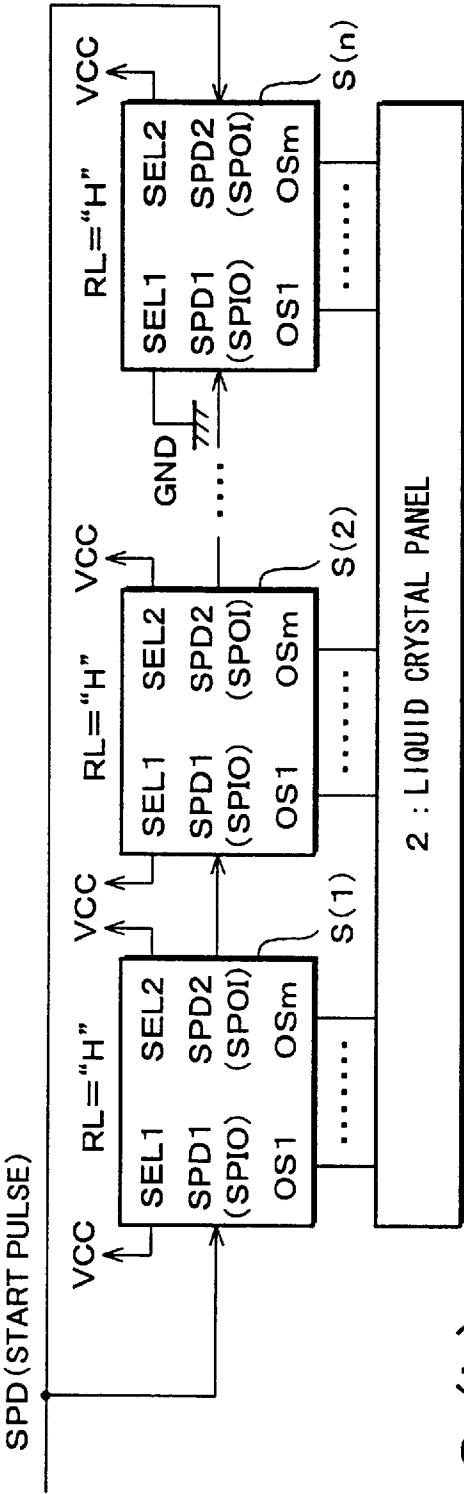 SPD(START PULSE)
VCC
RL="H"
VCC
SEL1 SEL2
SPD1 SPD2
(SPIO) (SPOI)
OS1 OSm
.......
S(1)
VCC
RL="H"
VCC
SEL1 SEL2
SPD1 SPD2
(SPIO) (SPOI)
OS1 OSm
.......
S(2)
....
GND
RL="H"
VCC
SEL1 SEL2
SPD1 SPD2
(SPIO) (SPOI)
OS1 OSm
.......
S(n)
2 : LIQUID CRYSTAL PANEL